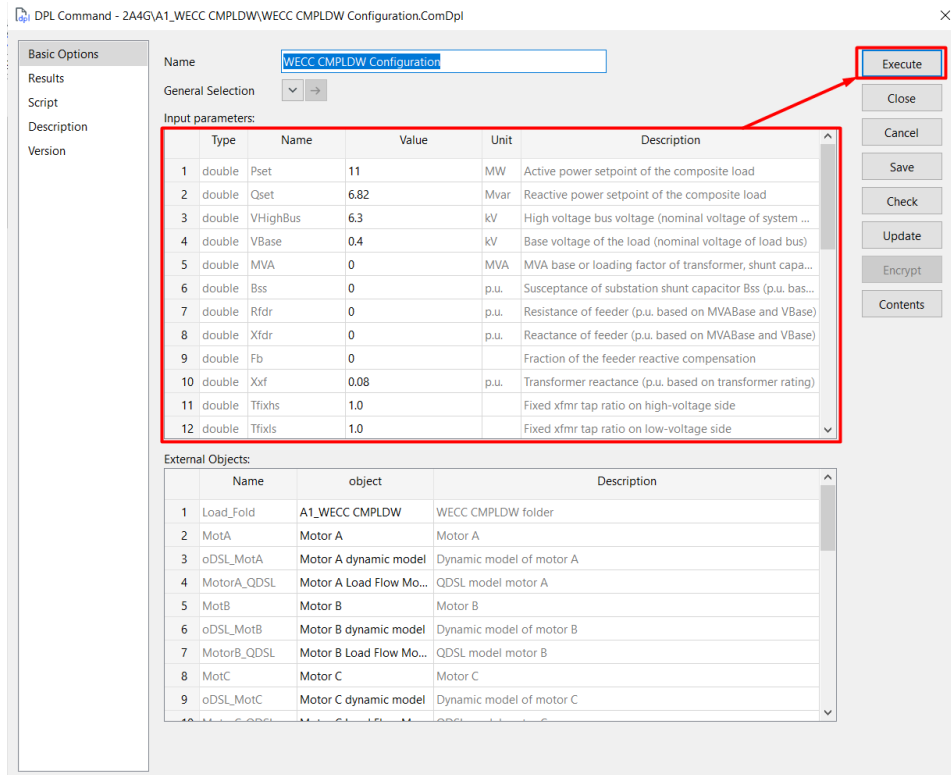 DPL Command - 2A4G\A1_WECC CMPLDW\WECC CMPLDW Configuration.ComDpl
Basic Options
Results
Script
Description
Version
Name WECC CMPLDW Configuration
General Selection
Input parameters:
Type Name Value Unit Description
1 double Pset 11 MW Active power setpoint of the composite load
2 double Qset 6.82 Mvar Reactive power setpoint of the composite load
3 double VHighBus 6.3 kV High voltage bus voltage (nominal voltage of system ...
4 double VBase 0.4 kV Base voltage of the load (nominal voltage of load bus)
5 double MVA 0 MVA MVA base or loading factor of transformer, shunt capa...
6 double Bss 0 p.u. Susceptance of substation shunt capacitor Bss (p.u. bas...
7 double Rfdr 0 p.u. Resistance of feeder (p.u. based on MVABase and VBase)
8 double Xfdr 0 p.u. Reactance of feeder (p.u. based on MVABase and VBase)
9 double Fb 0 Fraction of the feeder reactive compensation
10 double Xxf 0.08 p.u. Transformer reactance (p.u. based on transformer rating)
11 double Tfixhs 1.0 Fixed xfmr tap ratio on high-voltage side
12 double Tfixls 1.0 Fixed xfmr tap ratio on low-voltage side
External Objects:
Name object Description
1 Load_Fold A1_WECC CMPLDW WECC CMPLDW folder
2 MotA Motor A Motor A
3 oDSL_MotA Motor A dynamic model Dynamic model of motor A
4 MotorA_QDSL Motor A Load Flow Mo... QDSL model motor A
5 MotB Motor B Motor B
6 oDSL_MotB Motor B dynamic model Dynamic model of motor B
7 MotorB_QDSL Motor B Load Flow Mo... QDSL model motor B
8 MotC Motor C Motor C
9 oDSL_MotC Motor C dynamic model Dynamic model of motor C
Execute
Close
Cancel
Save
Check
Update
Encrypt
Contents